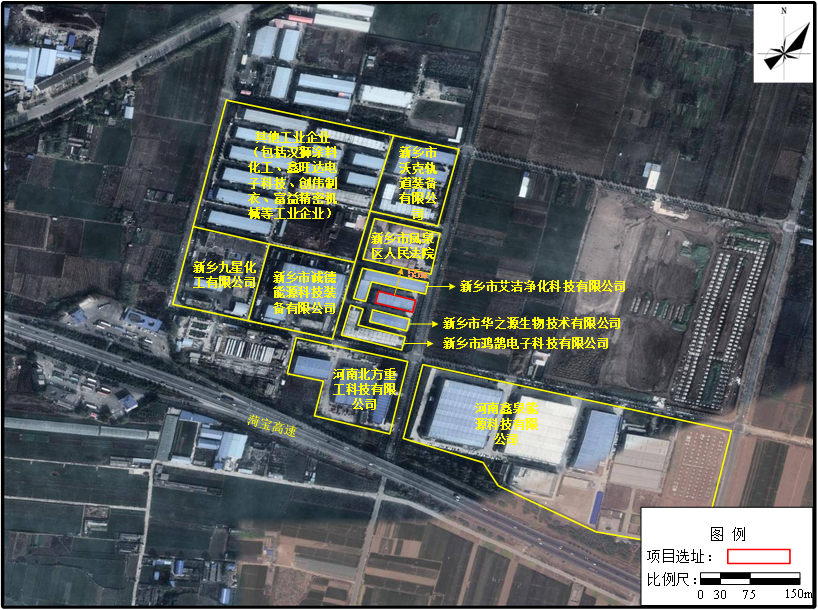 N
其他工业企业
（包括汉狮涂料
化工、鑫旺达电
子科技、创伟制
衣、富益精密机
械等工业企业）
新乡市
沃克轨
道装备
有限公
司
新乡市凤泉
区人民法院
新乡九星化
工有限公司
新乡市诚德
能源科技装
备有限公司
新乡市艾洁净化科技有限公司
新乡市华之源生物技术有限公司
新乡市鸿鹄电子科技有限公司
河南北方重
工科技有限
公司
河南鑫泉能
源科技有限
公司
菏宝高速
图 例
项目选址：
比例尺：
0 30 75 150m